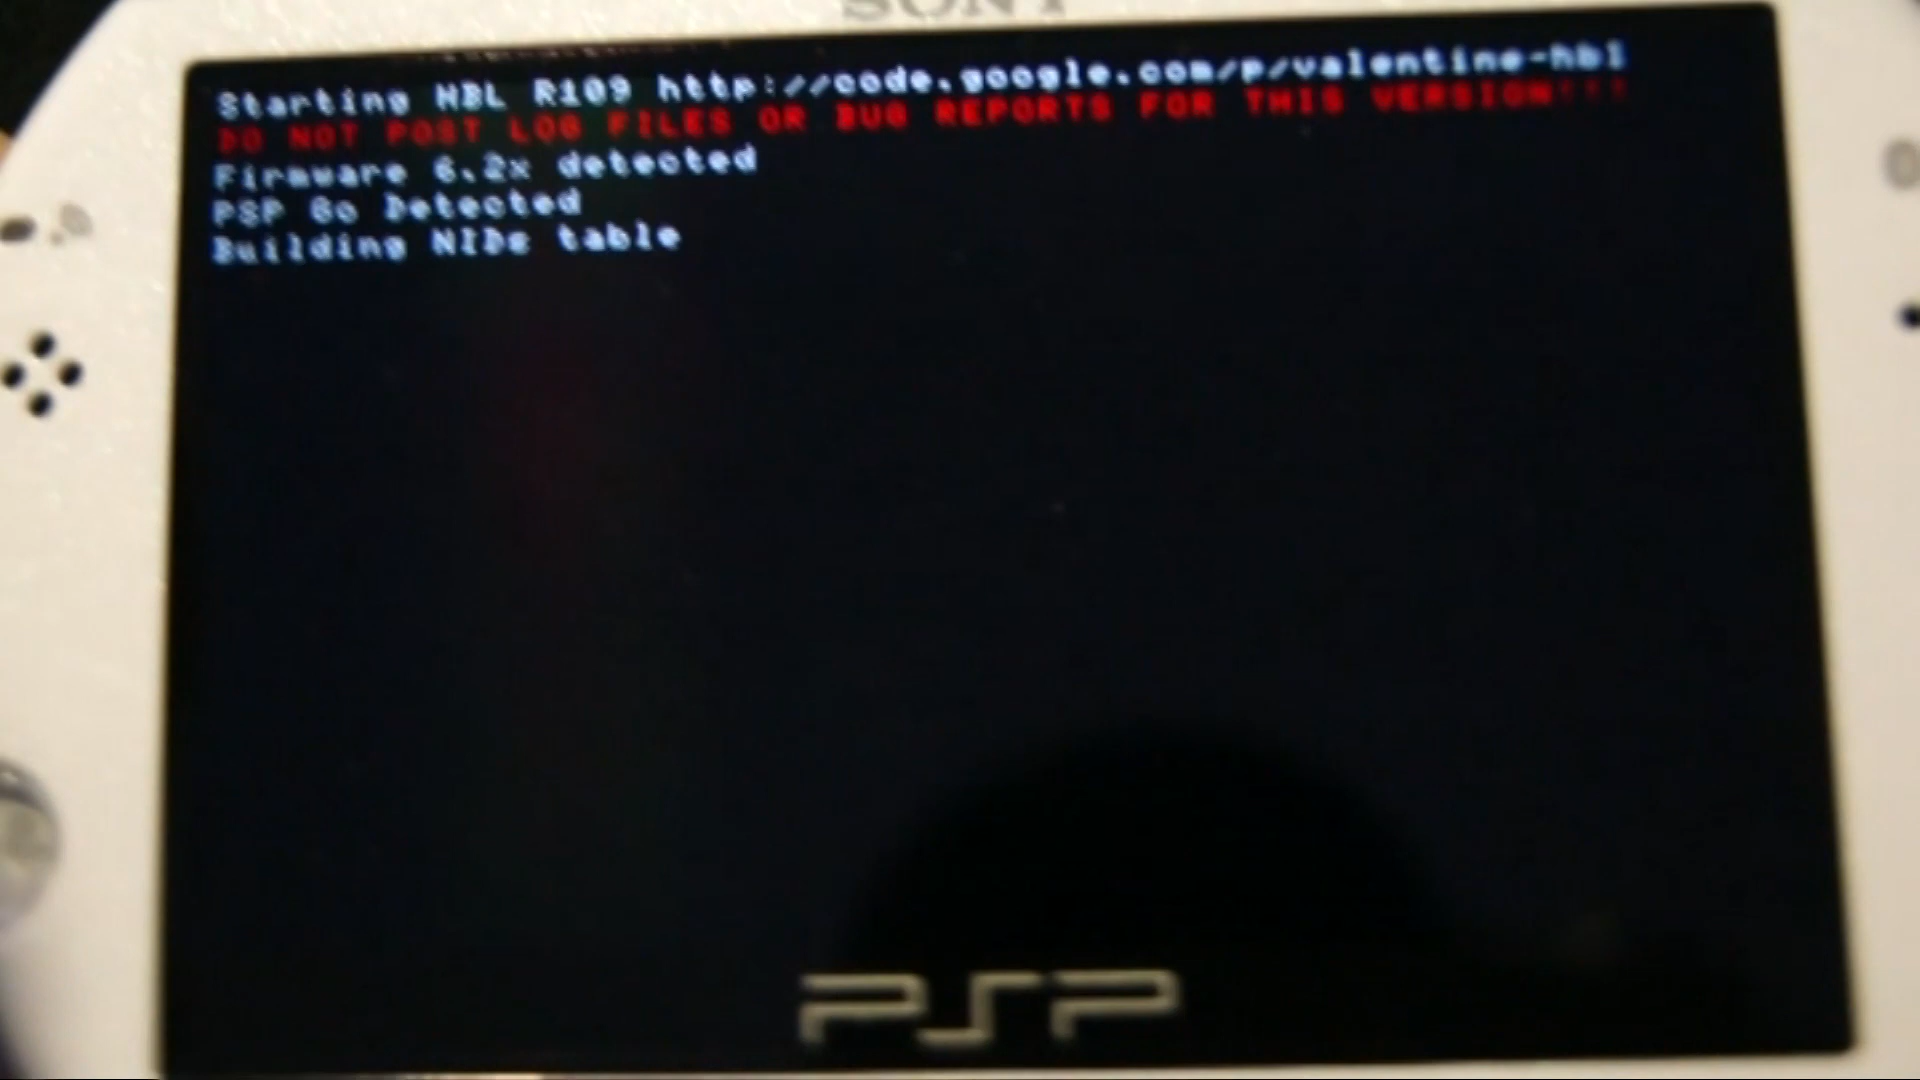 SONY
Starting HBL R109 http://code.google.com/p/valentine-hbl
DO NOT POST LOG FILES OR BUG REPORTS FOR THIS VERSION!!!
Firmware 6.2x detected
PSP Go Detected
Building NIDs table
PSP